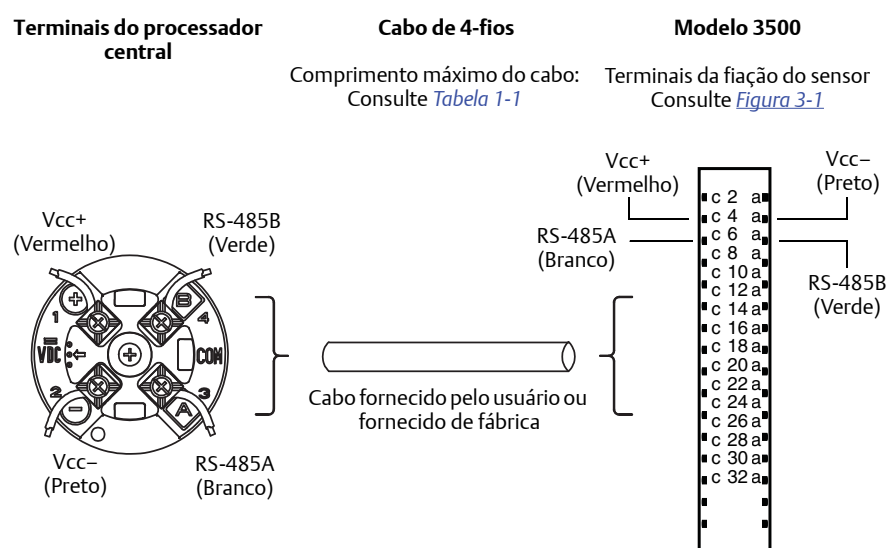 Terminais do processador
central
Cabo de 4-fios
Comprimento máximo do cabo:
Consulte Tabela 1-1
Modelo 3500
Terminais da fiação do sensor
Consulte Figura 3-1
Vcc+
(Vermelho)
RS-485B
(Verde)
1
B
4
VDC
COM
2
3
A
Vcc–
(Preto)
RS-485A
(Branco)
Cabo fornecido pelo usuário ou
fornecido de fábrica
Vcc+
(Vermelho)
Vcc–
(Preto)
RS-485A
(Branco)
RS-485B
(Verde)
c 2 a
c 4 a
c 6 a
c 8 a
c 10 a
c 12 a
c 14 a
c 16 a
c 18 a
c 20 a
c 22 a
c 24 a
c 26 a
c 28 a
c 30 a
c 32 a